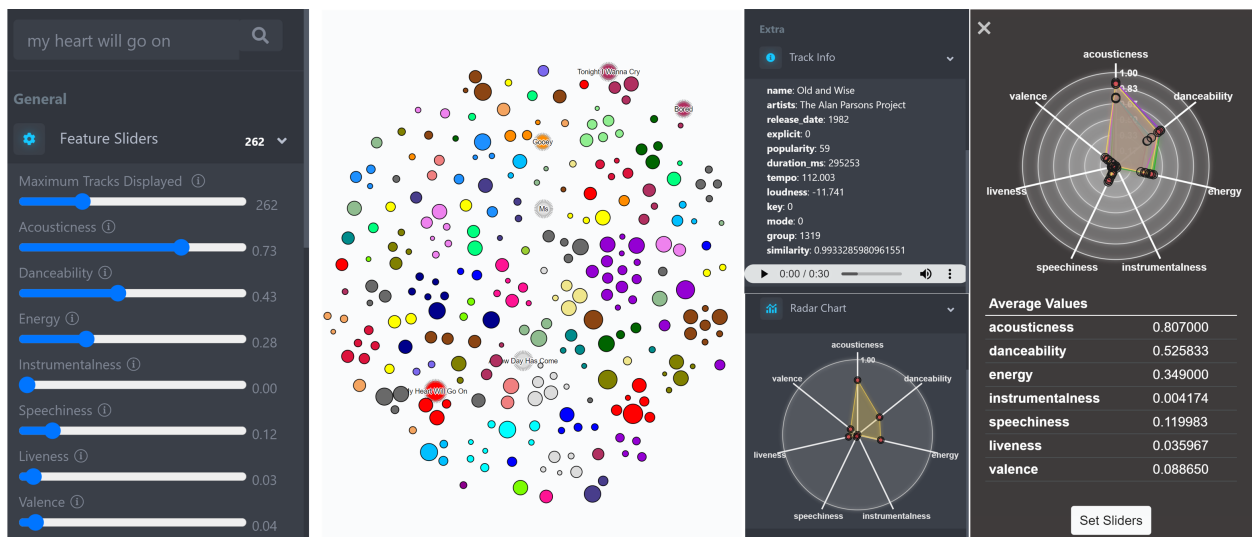 my heart will go on
General
Feature Sliders 262
Maximum Tracks Displayed
262
Acousticness
0.73
Danceability
0.43
Energy
0.28
Instrumentalness
0.00
Speechiness
0.12
Liveness
0.03
Valence
0.04
Tonight I Wanna Cry
Bored
Gooey
Ms
ew Day Has Come
y Heart Will Go On
Extra
Track Info
name: Old and Wise
artists: The Alan Parsons Project
release_date: 1982
explicit: 0
popularity: 59
duration_ms: 295253
tempo: 112.003
loudness: -11.741
key: 0
mode: 0
group: 1319
similarity: 0.9933285980961551
0:00 / 0:30
Radar Chart
acousticness
1.00
valence
danceability
liveness
energy
speechiness
instrumentalness
acousticness
1.00
0.83
valence
danceability
liveness
energy
speechiness
instrumentalness
Average Values
acousticness 0.807000
danceability 0.525833
energy 0.349000
instrumentalness 0.004174
speechiness 0.119983
liveness 0.035967
valence 0.088650
Set Sliders